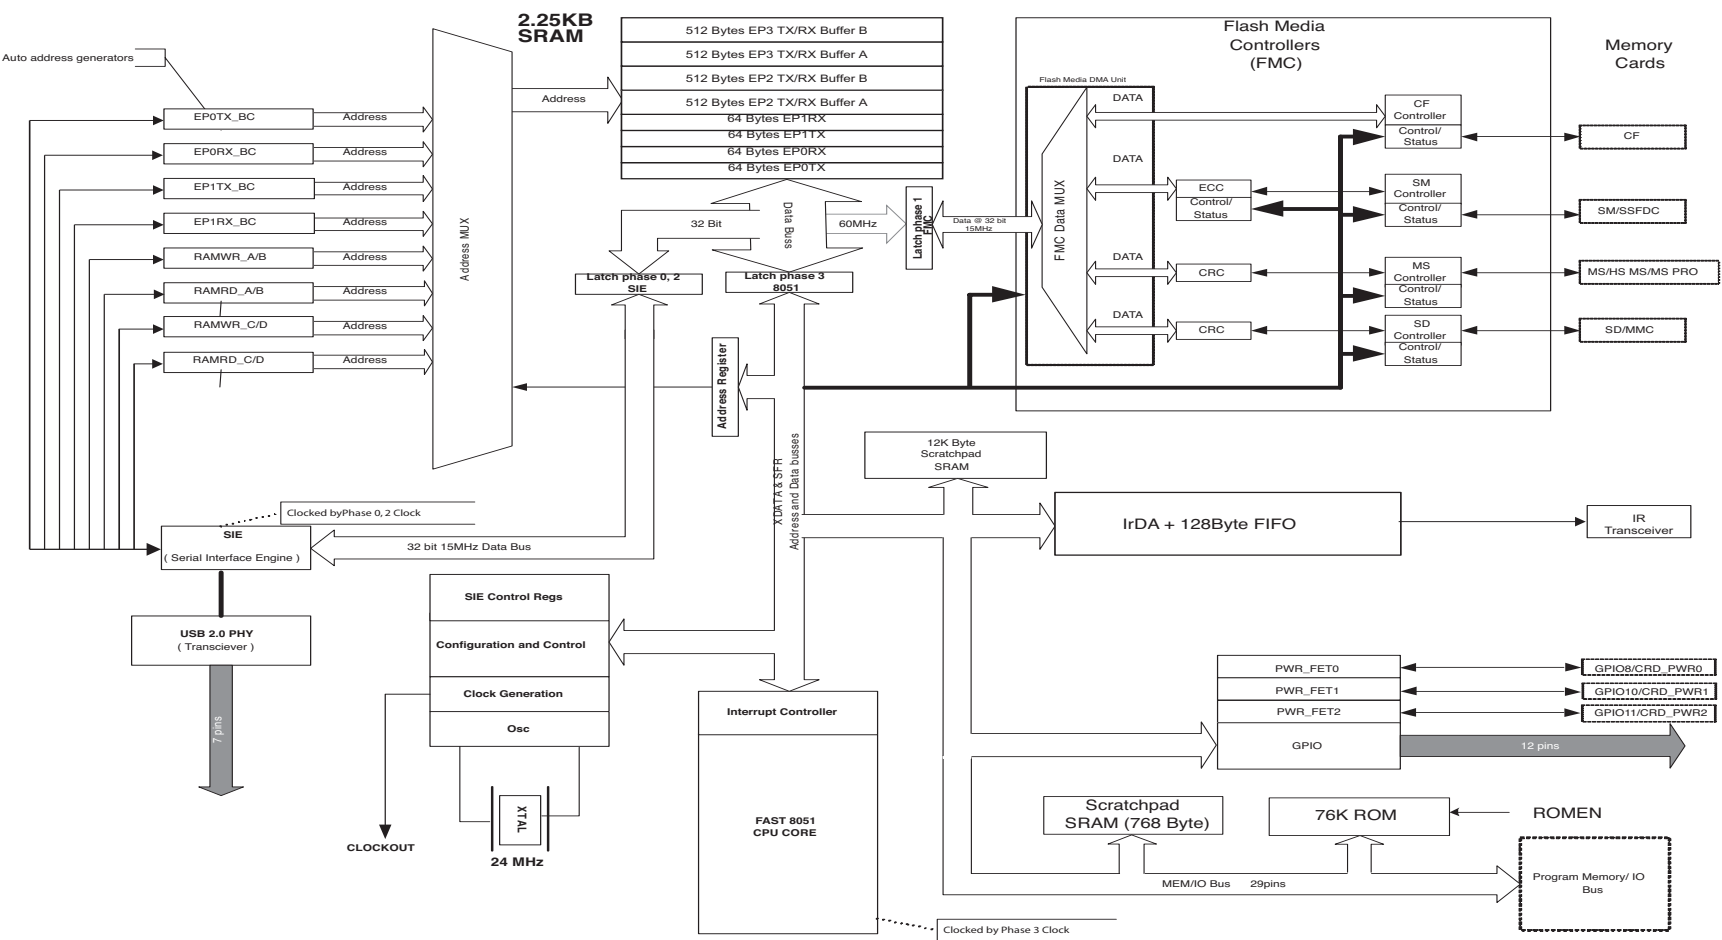 2.25KB
SRAM
512 Bytes EP3 TX/RX Buffer B
512 Bytes EP3 TX/RX Buffer A
512 Bytes EP2 TX/RX Buffer B
512 Bytes EP2 TX/RX Buffer A
64 Bytes EP1RX
64 Bytes EP1TX
64 Bytes EP0RX
64 Bytes EP0TX
Auto address generators
EP0TX_BC
Address
EP0RX_BC
Address
EP1TX_BC
Address
EP1RX_BC
Address
RAMWR_A/B
Address
RAMRD_A/B
Address
RAMWR_C/D
Address
RAMRD_C/D
Address
Address MUX
Address
32 Bit
Data Buss
60MHz
Latch phase 1
FMC
Data @ 32 bit
15MHz
Latch phase 0, 2
SIE
Latch phase 3
8051
Address Register
XDATA & SFR
Address and Data busses
Flash Media
Controllers
(FMC)
Flash Media DMA Unit
FMC Data MUX
DATA
DATA
DATA
DATA
ECC
Control/
Status
CRC
CRC
CF
Controller
Control/
Status
SM
Controller
Control/
Status
MS
Controller
Control/
Status
SD
Controller
Control/
Status
Memory
Cards
CF
SM/SSFDC
MS/HS MS/MS PRO
SD/MMC
12K Byte
Scratchpad
SRAM
IrDA + 128Byte FIFO
IR
Transceiver
Clocked byPhase 0, 2 Clock
SIE
( Serial Interface Engine )
32 bit 15MHz Data Bus
USB 2.0 PHY
( Transciever )
7 pins
SIE Control Regs
Configuration and Control
Clock Generation
Osc
XTAL
24 MHz
CLOCKOUT
Interrupt Controller
FAST 8051
CPU CORE
Clocked by Phase 3 Clock
PWR_FET0
PWR_FET1
PWR_FET2
GPIO
GPIO8/CRD_PWR0
GPIO10/CRD_PWR1
GPIO11/CRD_PWR2
12 pins
Scratchpad
SRAM (768 Byte)
76K ROM
ROMEN
MEM/IO Bus 29pins
Program Memory/ IO
Bus